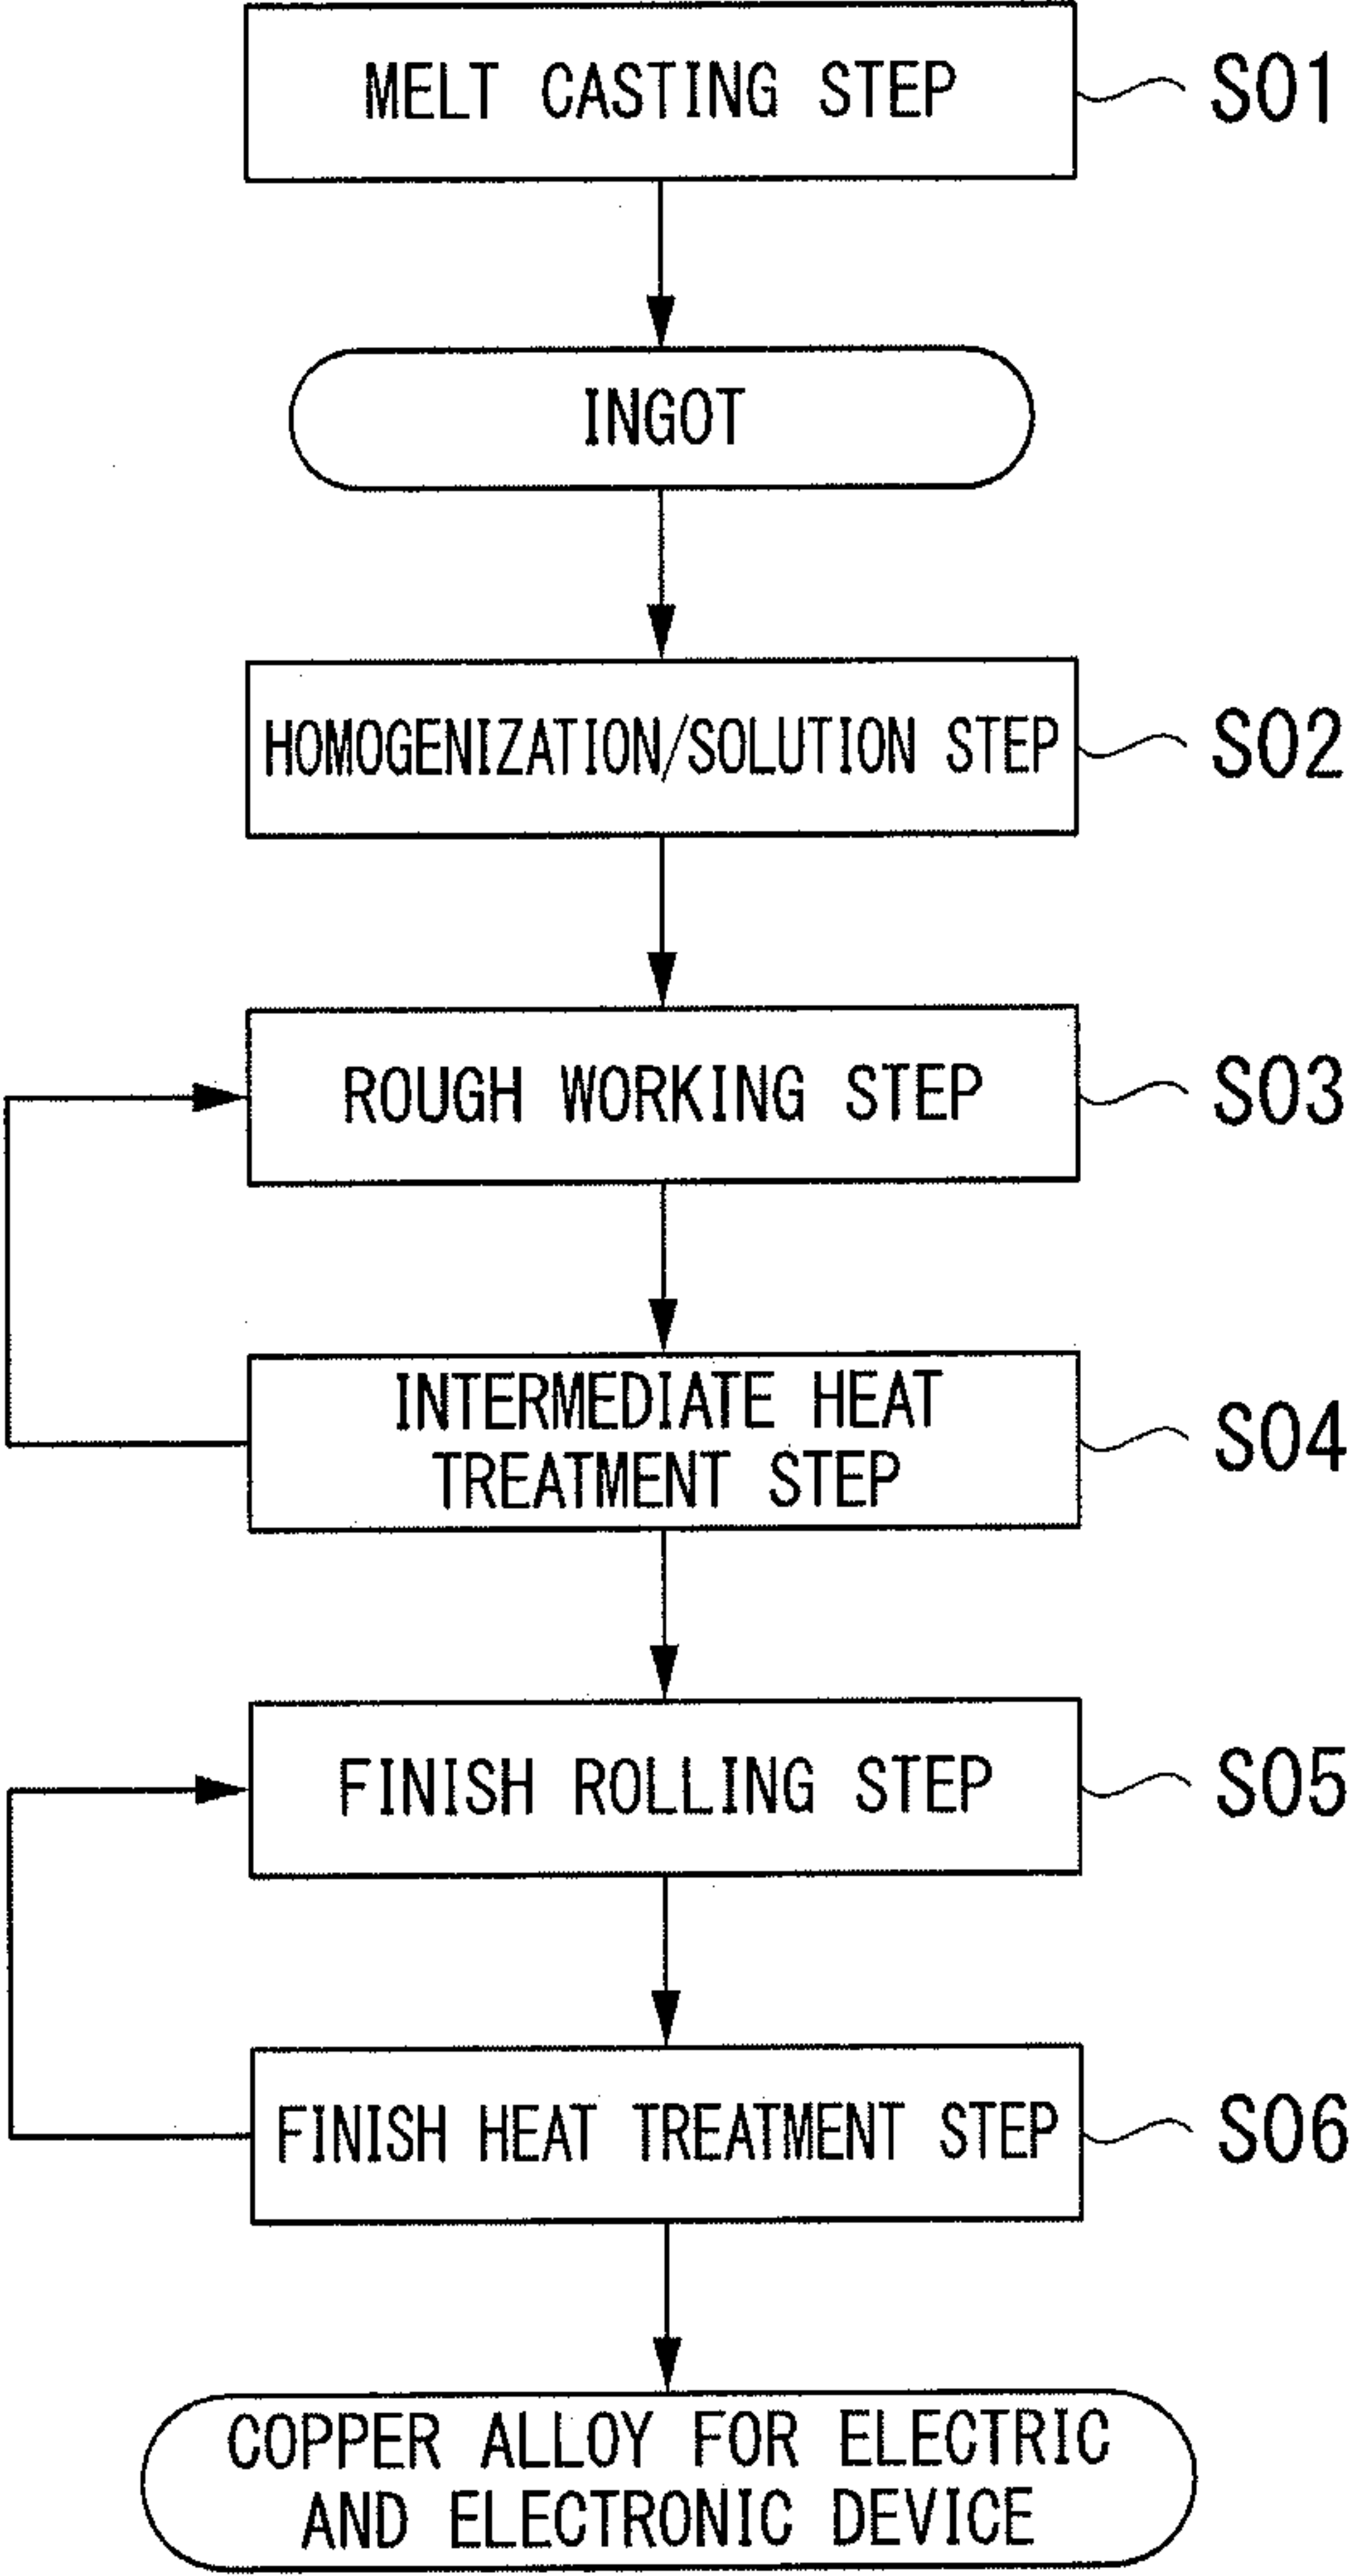 MELT CASTING STEP
S01
INGOT
HOMOGENIZATION/SOLUTION STEP
S02
ROUGH WORKING STEP
S03
INTERMEDIATE HEAT
TREATMENT STEP
S04
FINISH ROLLING STEP
S05
FINISH HEAT TREATMENT STEP
S06
COPPER ALLOY FOR ELECTRIC
AND ELECTRONIC DEVICE